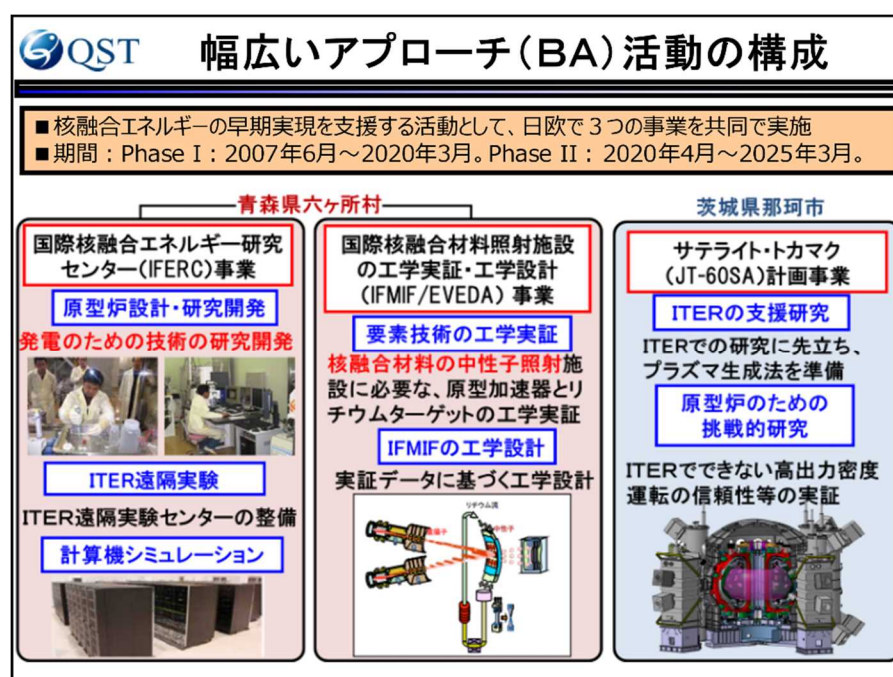 QST
幅広いアプローチ(BA)活動の構成
■核融合エネルギーの早期実現を支援する活動として、日欧で3つの事業を共同で実施
■期間：Phase I：2007年6月～2020年3月。Phase II： 2020年4月～2025年3月。
青森県六ヶ所村
国際核融合エネルギー研究
センター(IFERC)事業
原型炉設計・研究開発
発電のための技術の研究開発
ITER遠隔実験
ITER遠隔実験センターの整備
計算機シミュレーション
国際核融合材料照射施設
の工学実証・工学設計
(IFMIF/EVEDA) 事業
要素技術の工学実証
核融合材料の中性子照射施
設に必要な、原型加速器とリ
チウムターゲットの工学実証
IFMIFの工学設計
実証データに基づく工学設計
リチウム流
中性子
茨城県那珂市
サテライト・トカマク
(JT-60SA)計画事業
ITERの支援研究
ITERでの研究に先立ち、
プラズマ生成法を準備
原型炉のための
挑戦的研究
ITERでできない高出力密度
運転の信頼性等の実証